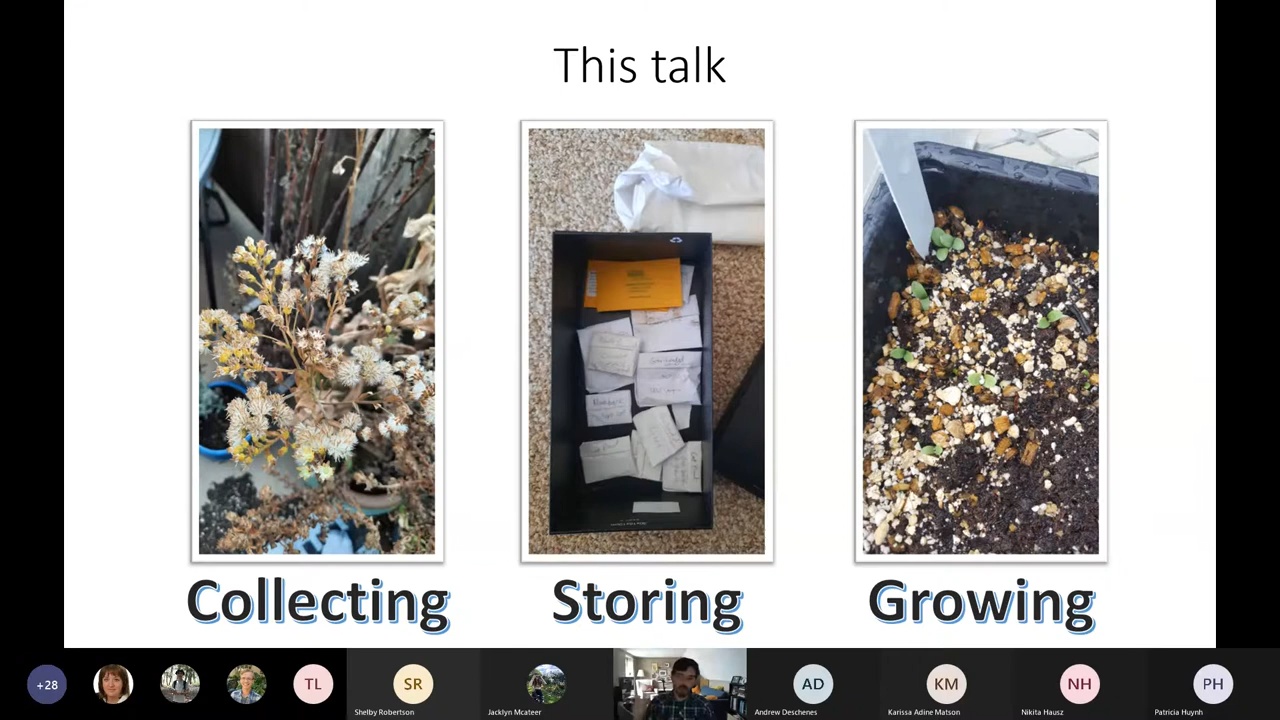 This talk
Collecting
Storing
Growing
+28
TL
SR
AD
KM
NH
PH
Shelby Robertson
Jacklyn Mcateer
Andrew Deschenes
Karissa Adine Matson
Nikita Hausz
Patricia Huynh